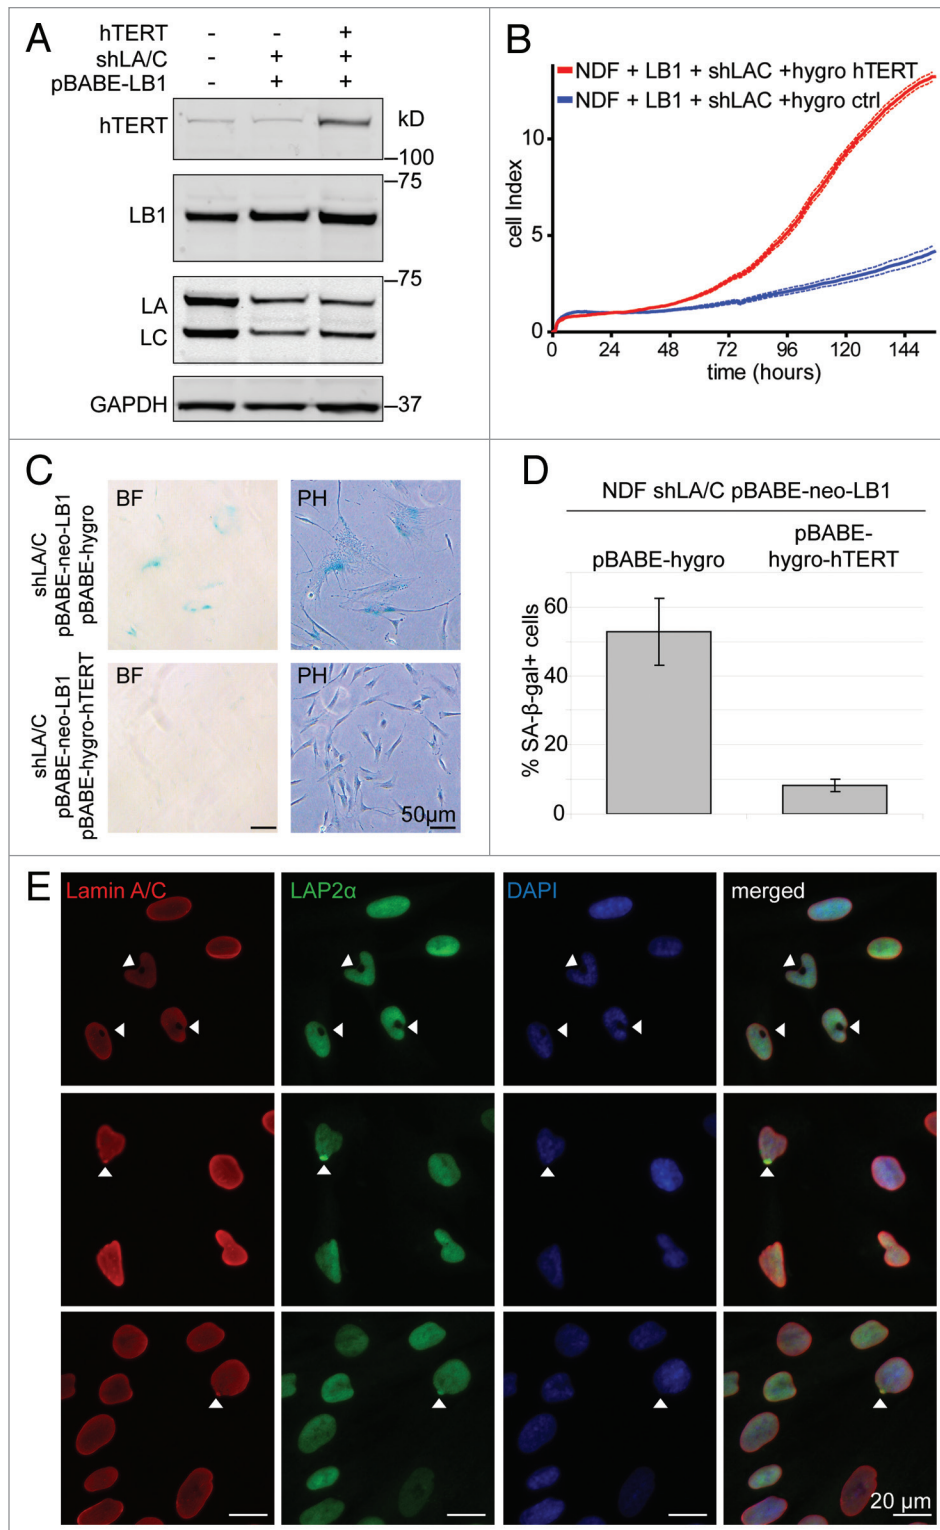 A
hTERT - - +
shLA/C - + +
pBABE-LB1 - + +
hTERT
kD
100
75
LB1
75
LA
LC
GAPDH
37
B
NDF + LB1 + shLAC +hygro hTERT
NDF + LB1 + shLAC +hygro ctrl
cell Index
10
5
0
0 24 48 72 96 120 144
time (hours)
C
shLA/C
pBABE-neo-LB1
pBABE-hygro
BF
PH
shLA/C
pBABE-neo-LB1
pBABE-hygro-hTERT
BF
PH
50µm
D
NDF shLA/C pBABE-neo-LB1
pBABE-hygro
pBABE-
hygro-hTERT
% SA-β-gal+ cells
60
40
20
0
E
Lamin A/C
LAP2α
DAPI
merged
20 µm